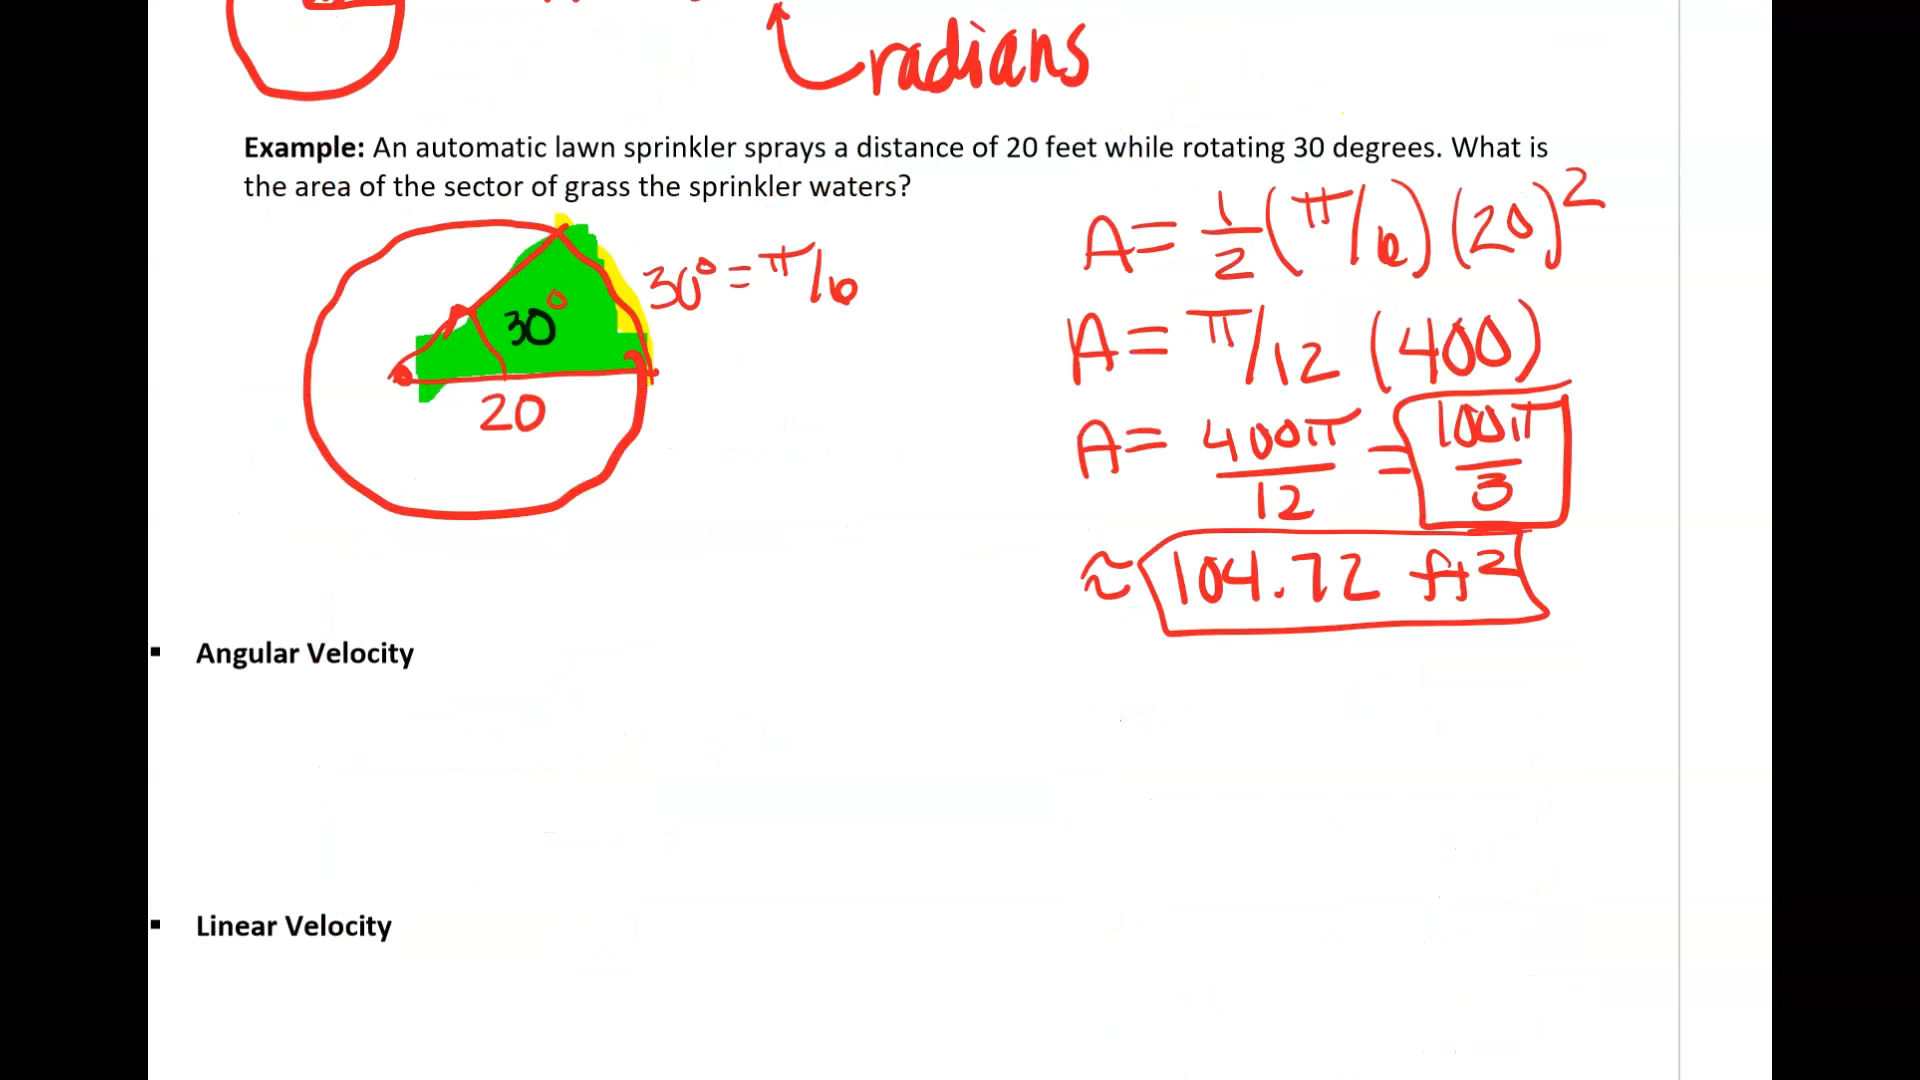 radians
Example: An automatic lawn sprinkler sprays a distance of 20 feet while rotating 30 degrees. What is
the area of the sector of grass the sprinkler waters?
A = 1/2 (π/6) (20)²
30° = π/6
30°
A = π/12 (400)
20
A = 400π/12 = 100π/3
≈ 104.72 ft²
▪ Angular Velocity
▪ Linear Velocity